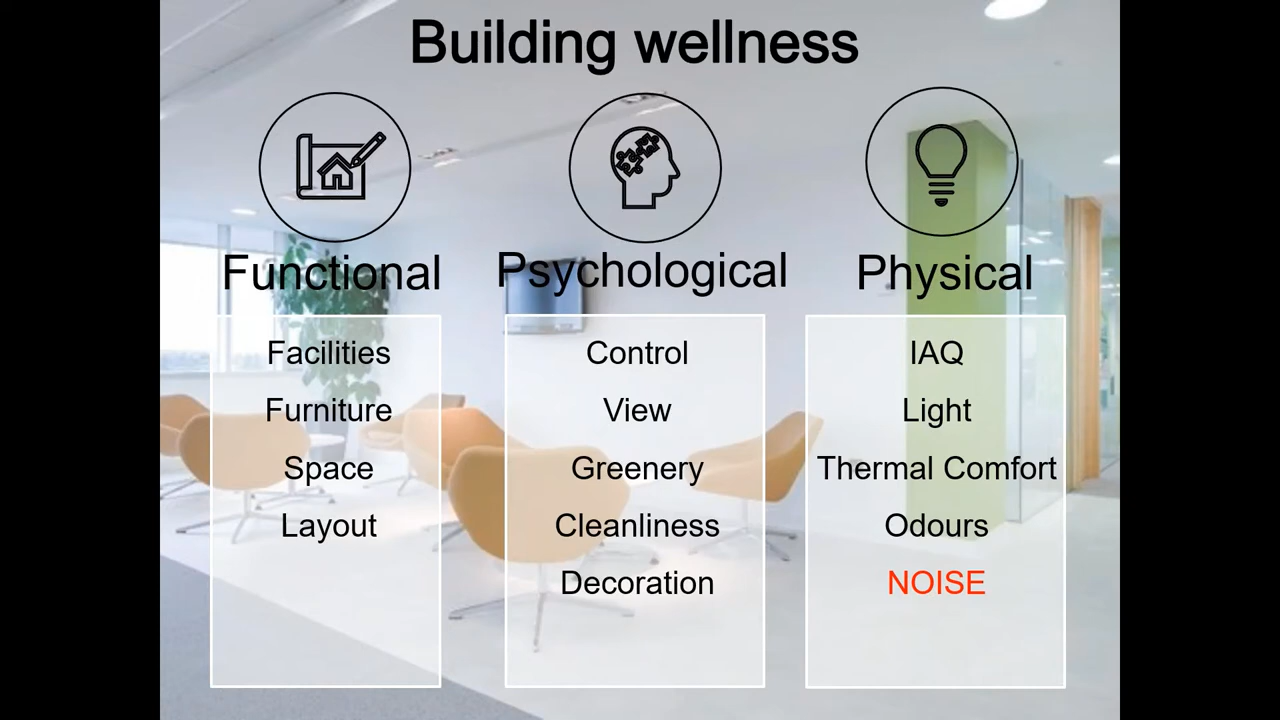 Building wellness
Functional
Facilities
Furniture
Space
Layout
Psychological
Control
View
Greenery
Cleanliness
Decoration
Physical
IAQ
Light
Thermal Comfort
Odours
NOISE